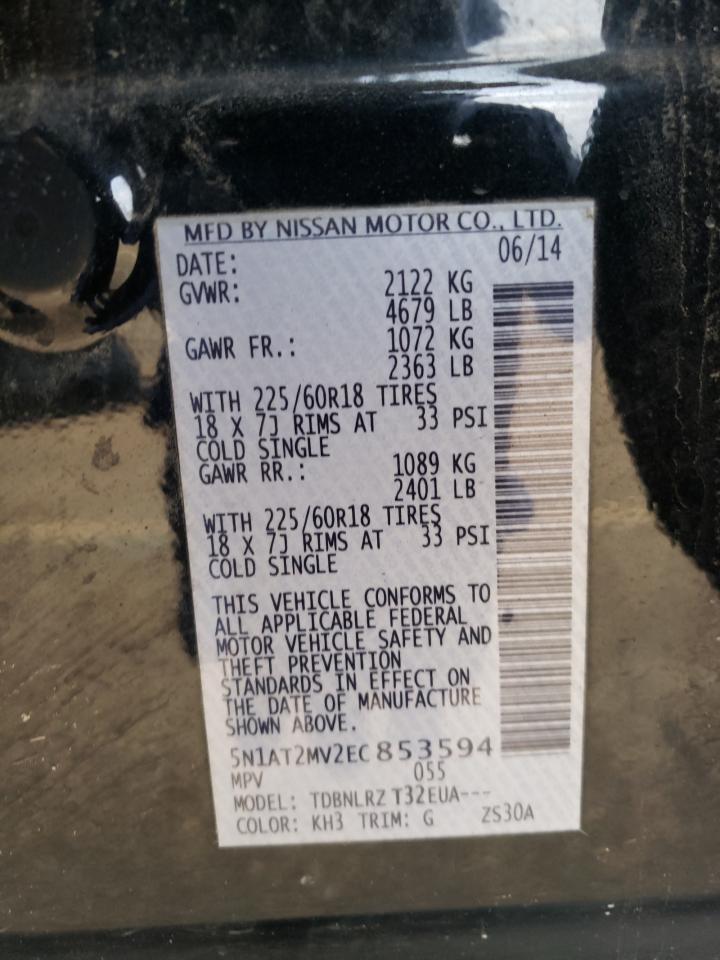 MFD BY NISSAN MOTOR CO., LTD.
DATE: 06/14
GVWR: 2122 KG
4679 LB
GAWR FR.: 1072 KG
2363 LB
WITH 225/60R18 TIRES
18 X 7J RIMS AT 33 PSI
COLD SINGLE
GAWR RR.: 1089 KG
2401 LB
WITH 225/60R18 TIRES
18 X 7J RIMS AT 33 PSI
COLD SINGLE
THIS VEHICLE CONFORMS TO
ALL APPLICABLE FEDERAL
MOTOR VEHICLE SAFETY AND
THEFT PREVENTION
STANDARDS IN EFFECT ON
THE DATE OF MANUFACTURE
SHOWN ABOVE.
5N1AT2MV2EC853594
MPV 055
MODEL: TDBNLRZ T32EUA---
COLOR: KH3 TRIM: G ZS30A